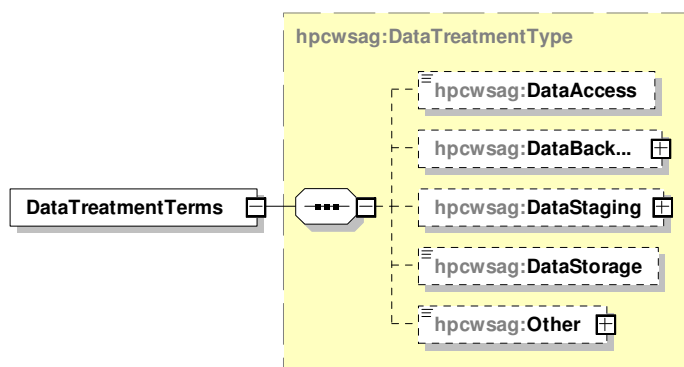 hpcwsag:DataTreatmentType
hpcwsag:DataAccess
hpcwsag:DataBack...
DataTreatmentTerms
hpcwsag:DataStaging
hpcwsag:DataStorage
hpcwsag:Other